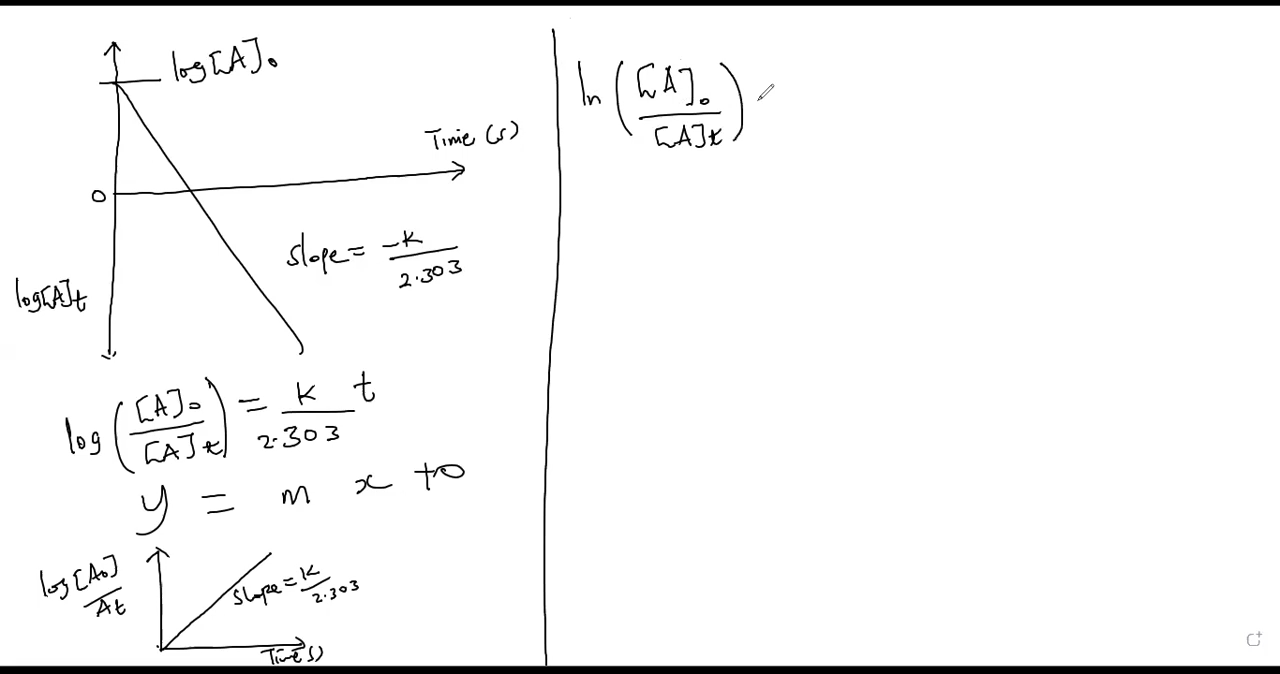 log[A]₀
Time (s)
0
slope = -K/2.303
log[A]t
log([A]₀/[A]t) = K/2.303 t
y = m x + 0
log[A₀]/At
slope = K/2.303
Time(s)
ln([A]₀/[A]t)